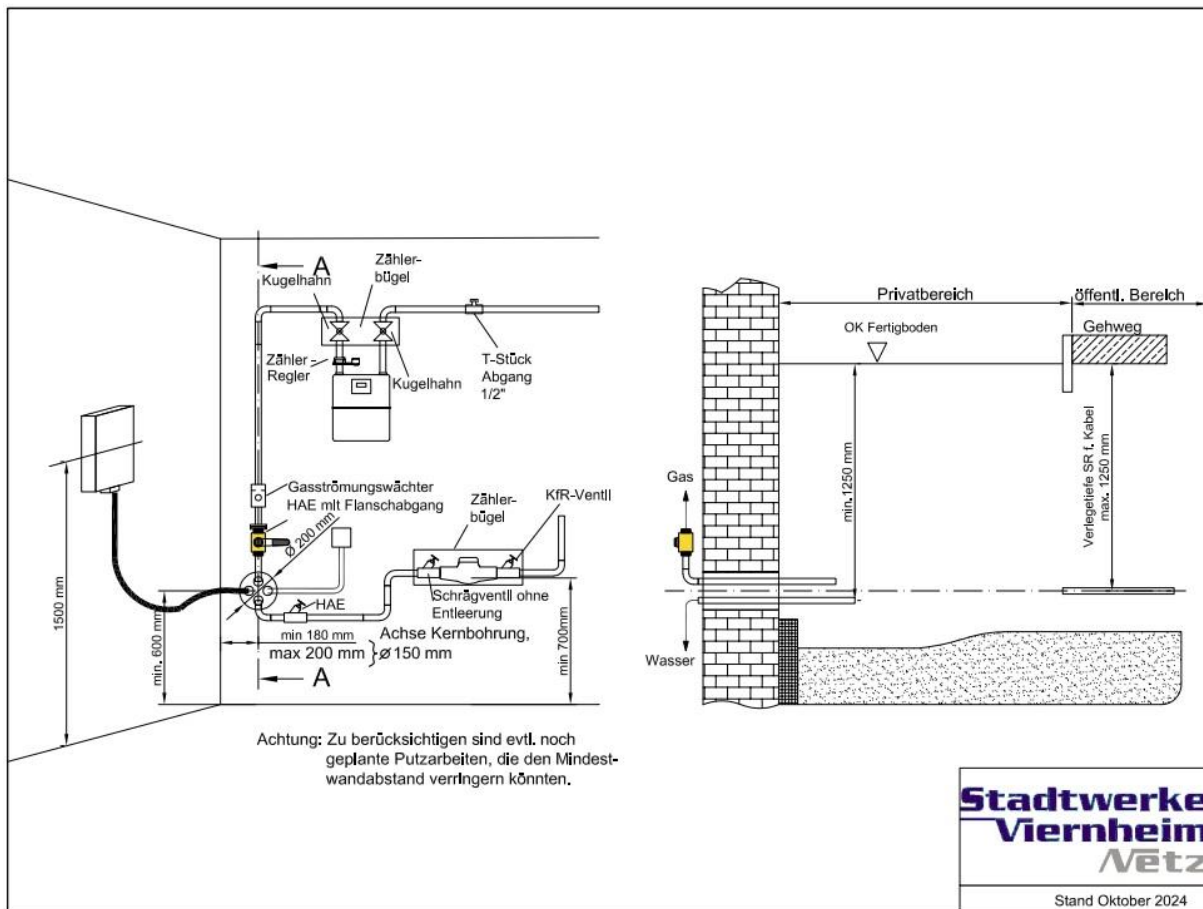 A
Kugelhahn
Zähler-
bügel
Zähler -
Regler
Kugelhahn
T-Stück
Abgang
1/2"
Gasströmungswächter
HAE mit Flanschabgang
Ø 200 mm
Zähler-
bügel
KfR-Ventil
HAE
Schrägventil ohne
Entleerung
1500 mm
min. 600 mm
min 180 mm
max 200 mm
Achse Kernbohrung,
Ø 150 mm
min 700mm
A
Achtung: Zu berücksichtigen sind evtl. noch
geplante Putzarbeiten, die den Mindest-
wandabstand verringern könnten.
Privatbereich
öffentl. Bereich
OK Fertigboden
Gehweg
Gas
min.1250 mm
Verlegetiefe SR f. Kabel
max. 1250 mm
Wasser
Stadtwerke
Viernheim
Netz
Stand Oktober 2024